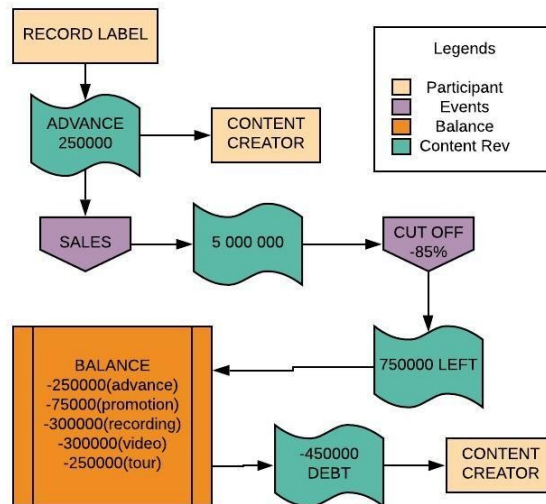 RECORD LABEL
ADVANCE
250000
CONTENT
CREATOR
Legends
Participant
Events
Balance
Content Rev
SALES
5 000 000
CUT OFF
-85%
750000 LEFT
BALANCE
-250000(advance)
-75000(promotion)
-300000(recording)
-300000(video)
-250000(tour)
-450000
DEBT
CONTENT
CREATOR